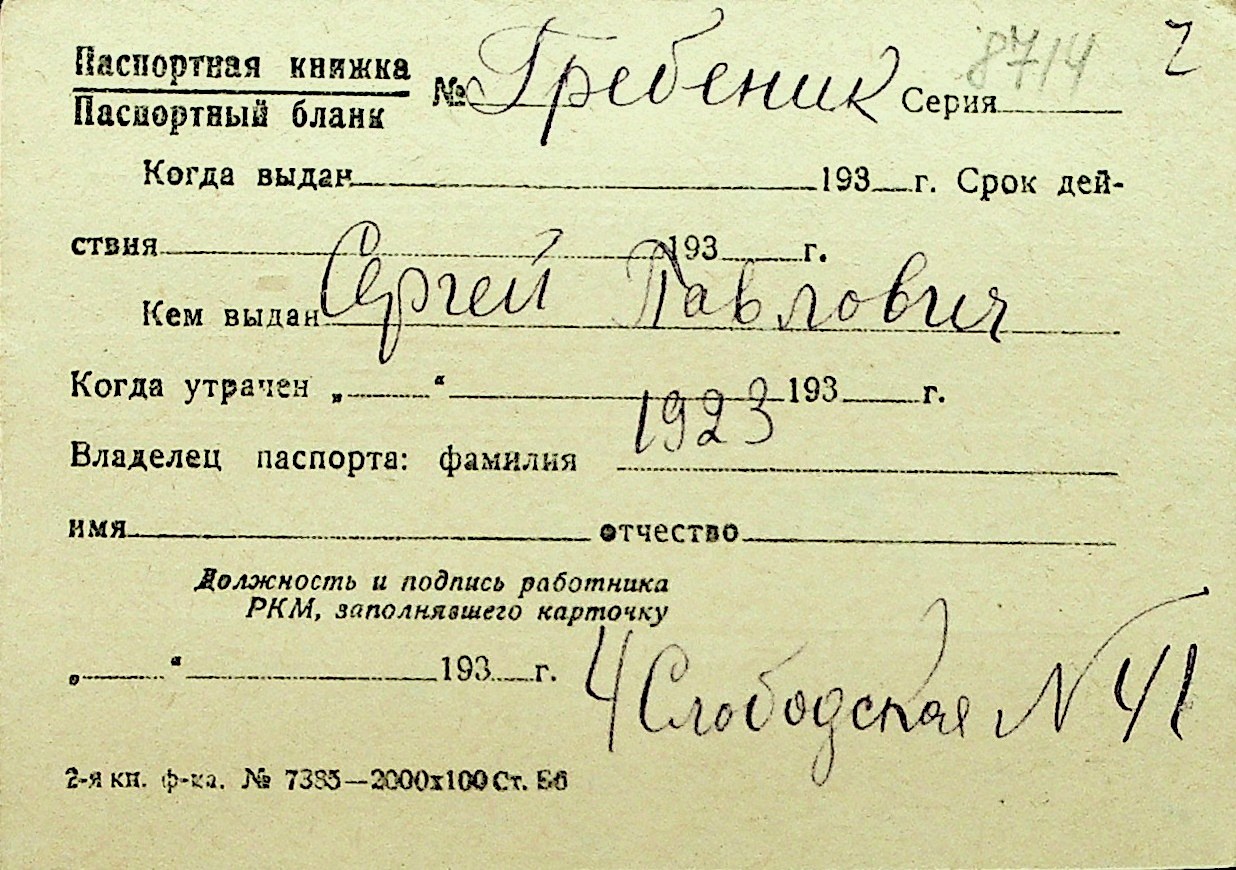 Паспортная книжка
Паспортный бланк
№ Гребеник Серия 8714 2
Когда выдан 193 г. Срок дей-
ствия 193 г.
Кем выдан Сергей Павлович
Когда утрачен „ “ 193 г.
1923
Владелец паспорта: фамилия
имя отчество
Должность и подпись работника
РКМ, заполнявшего карточку
„ “ 193 г.
4 Слободская N 41
2-я кн. ф-ка. № 7385—2000х100 Ст. Бб